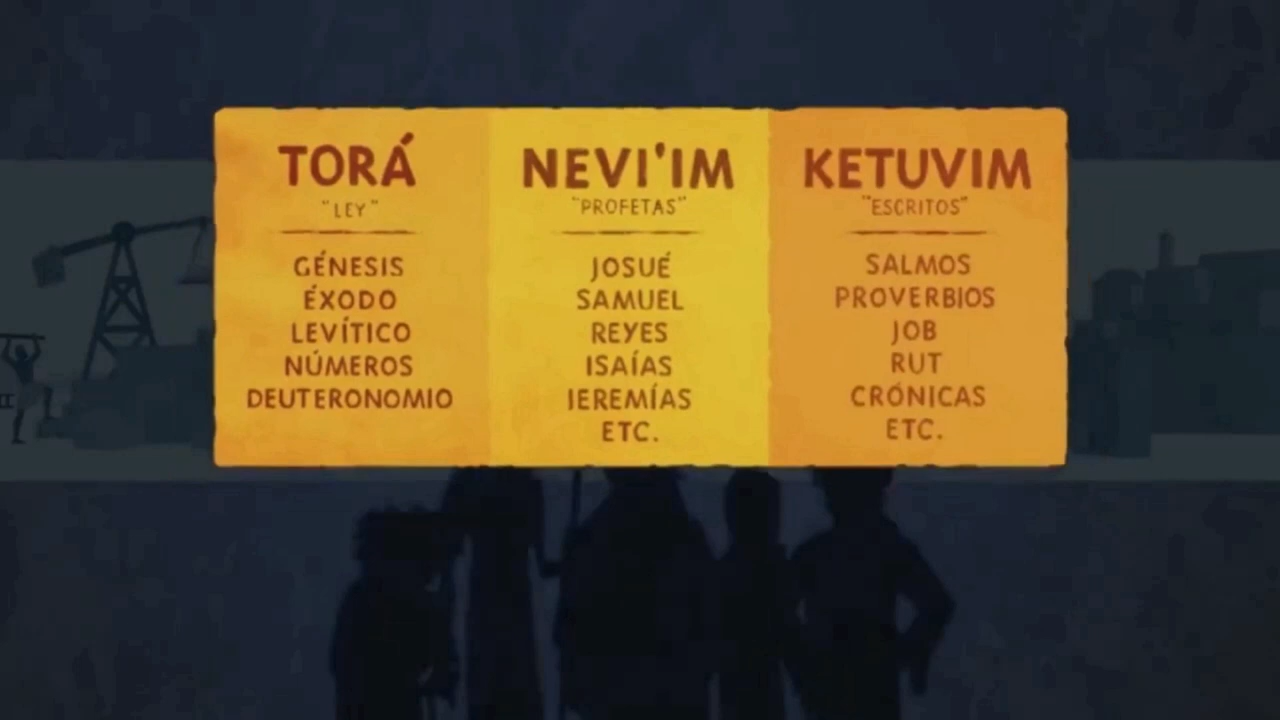 TORÁ
"LEY"
GÉNESIS
ÉXODO
LEVÍTICO
NÚMEROS
DEUTERONOMIO
NEVI'IM
"PROFETAS"
JOSUÉ
SAMUEL
REYES
ISAÍAS
JEREMÍAS
ETC.
KETUVIM
"ESCRITOS"
SALMOS
PROVERBIOS
JOB
RUT
CRÓNICAS
ETC.